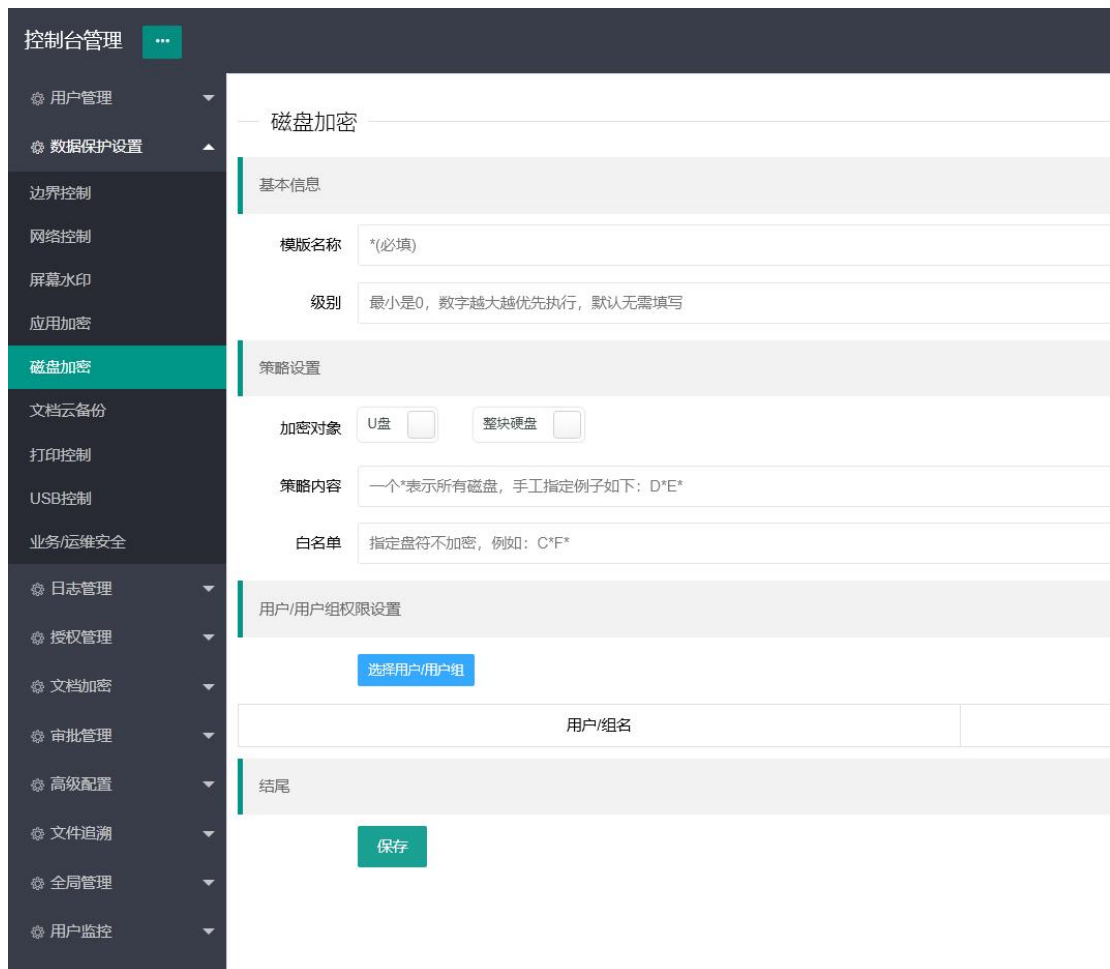 控制台管理 ...
用户管理
数据保护设置
边界控制
网络控制
屏幕水印
应用加密
磁盘加密
文档云备份
打印控制
USB控制
业务/运维安全
日志管理
授权管理
文档加密
审批管理
高级配置
文件追溯
全局管理
用户监控
磁盘加密
基本信息
模版名称 *(必填)
级别 最小是0，数字越大越优先执行，默认无需填写
策略设置
加密对象 U盘 整块硬盘
策略内容 一个*表示所有磁盘，手工指定例子如下：D*E*
白名单 指定盘符不加密，例如：C*F*
用户/用户组权限设置
选择用户/用户组
用户/组名
结尾
保存